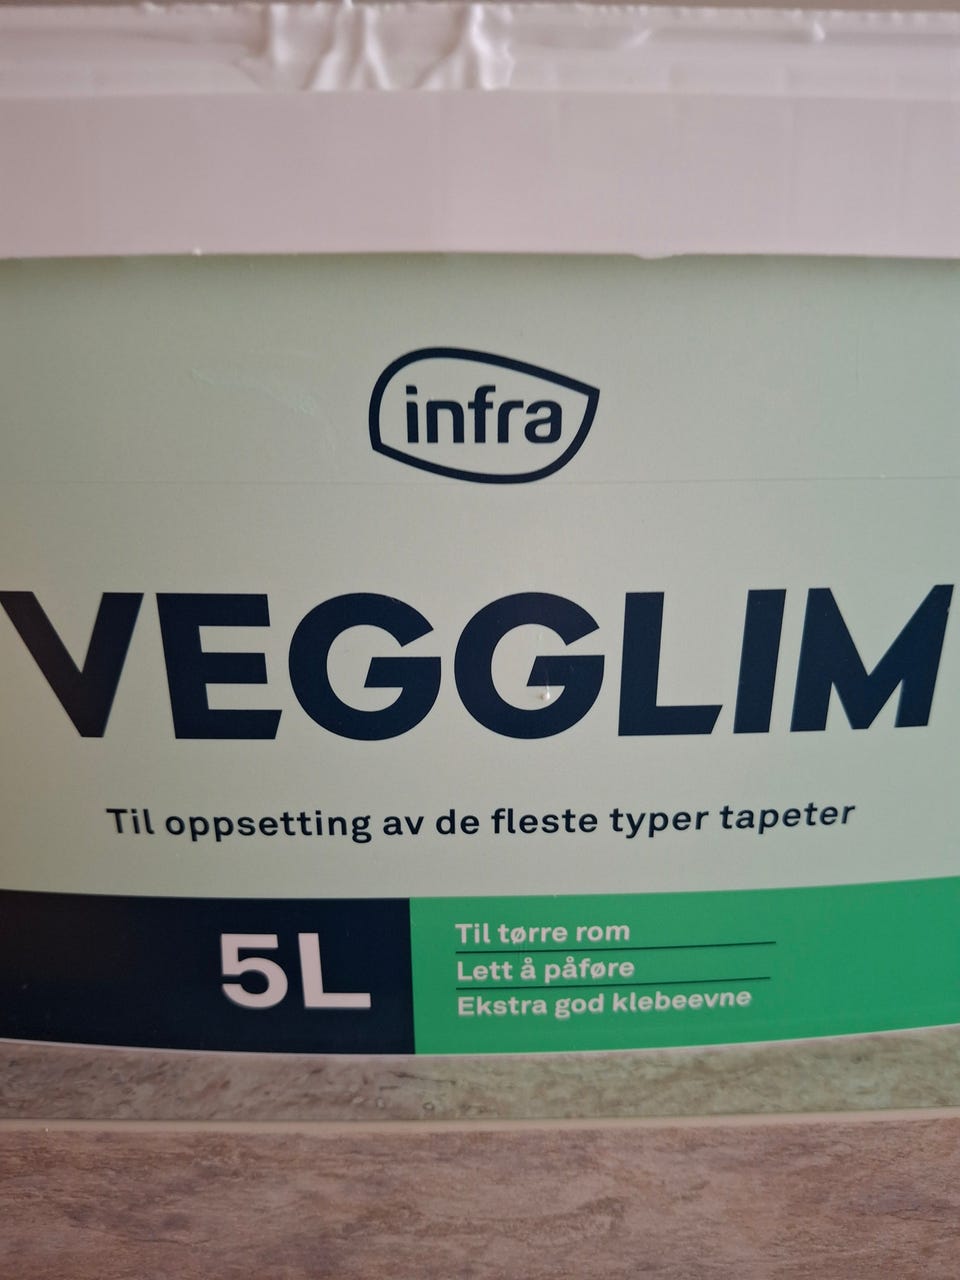 infra
VEGGLIM
Til oppsetting av de fleste typer tapeter
5L
Til tørre rom
Lett å påføre
Ekstra god klebeevne